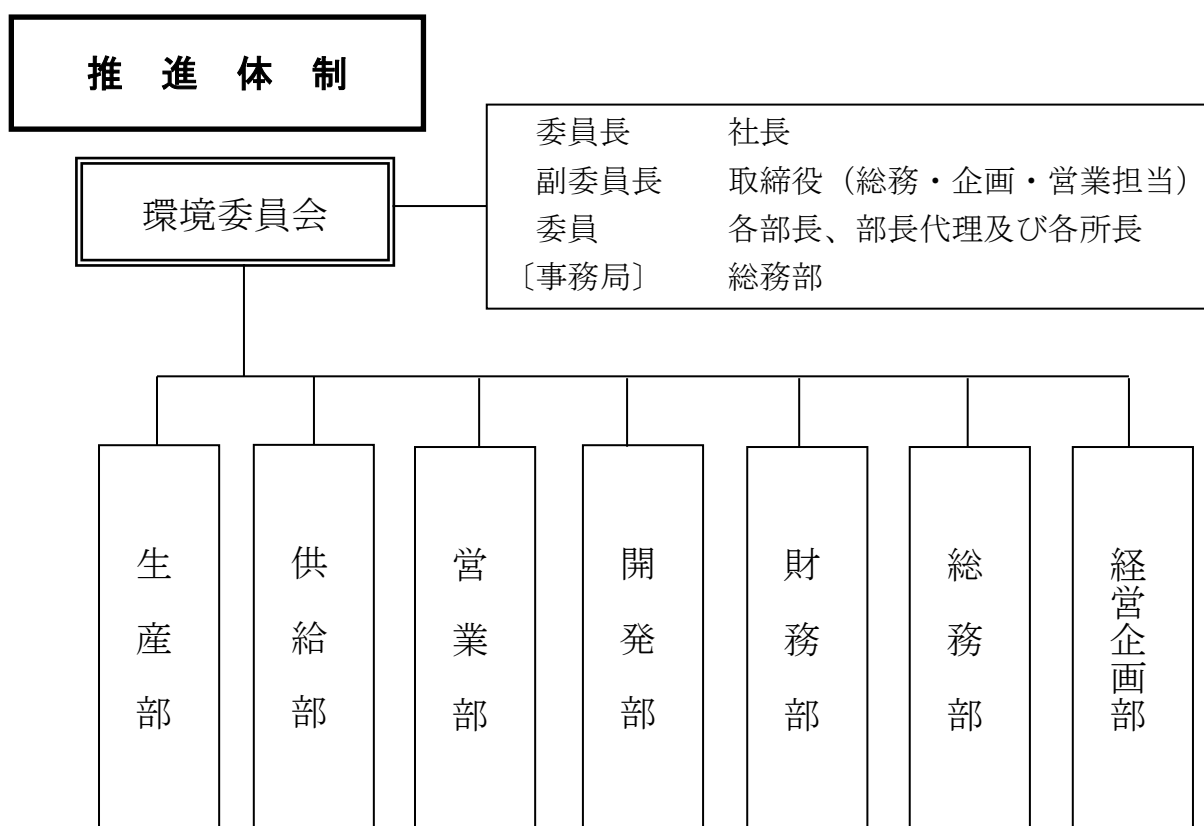 推 進 体 制
環境委員会
委員長 社長
副委員長 取締役（総務・企画・営業担当）
委員 各部長、部長代理及び各所長
〔事務局〕 総務部
生産部
供給部
営業部
開発部
財務部
総務部
経営企画部